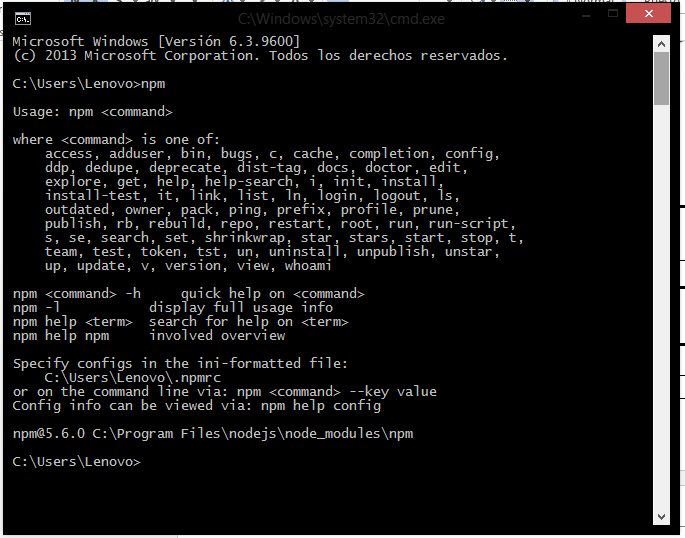 C:\Windows\system32\cmd.exe
Microsoft Windows [Versión 6.3.9600]
(c) 2013 Microsoft Corporation. Todos los derechos reservados.
C:\Users\Lenovo>npm
Usage: npm <command>
where <command> is one of:
    access, adduser, bin, bugs, c, cache, completion, config,
    ddp, dedupe, deprecate, dist-tag, docs, doctor, edit,
    explore, get, help, help-search, i, init, install,
    install-test, it, link, list, ln, login, logout, ls,
    outdated, owner, pack, ping, prefix, profile, prune,
    publish, rb, rebuild, repo, restart, root, run, run-script,
    s, se, search, set, shrinkwrap, star, stars, start, stop, t,
    team, test, token, tst, un, uninstall, unpublish, unstar,
    up, update, v, version, view, whoami
npm <command> -h     quick help on <command>
npm -l           display full usage info
npm help <term>  search for help on <term>
npm help npm     involved overview
Specify configs in the ini-formatted file:
    C:\Users\Lenovo\.npmrc
or on the command line via: npm <command> --key value
Config info can be viewed via: npm help config
npm@5.6.0 C:\Program Files\nodejs\node_modules\npm
C:\Users\Lenovo>